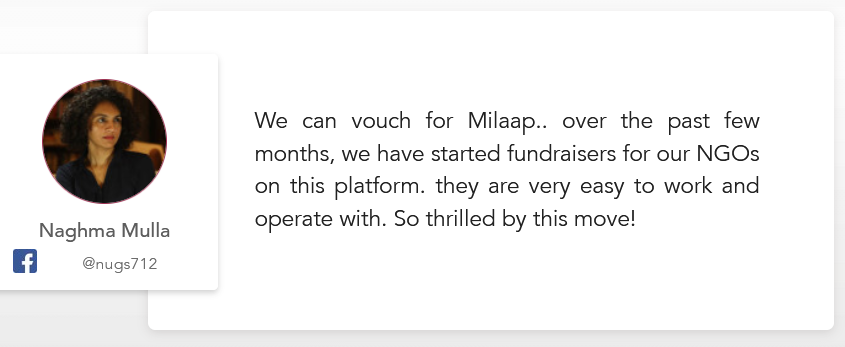 Naghma Mulla
@nugs712
We can vouch for Milaap.. over the past few
months, we have started fundraisers for our NGOs
on this platform. they are very easy to work and
operate with. So thrilled by this move!